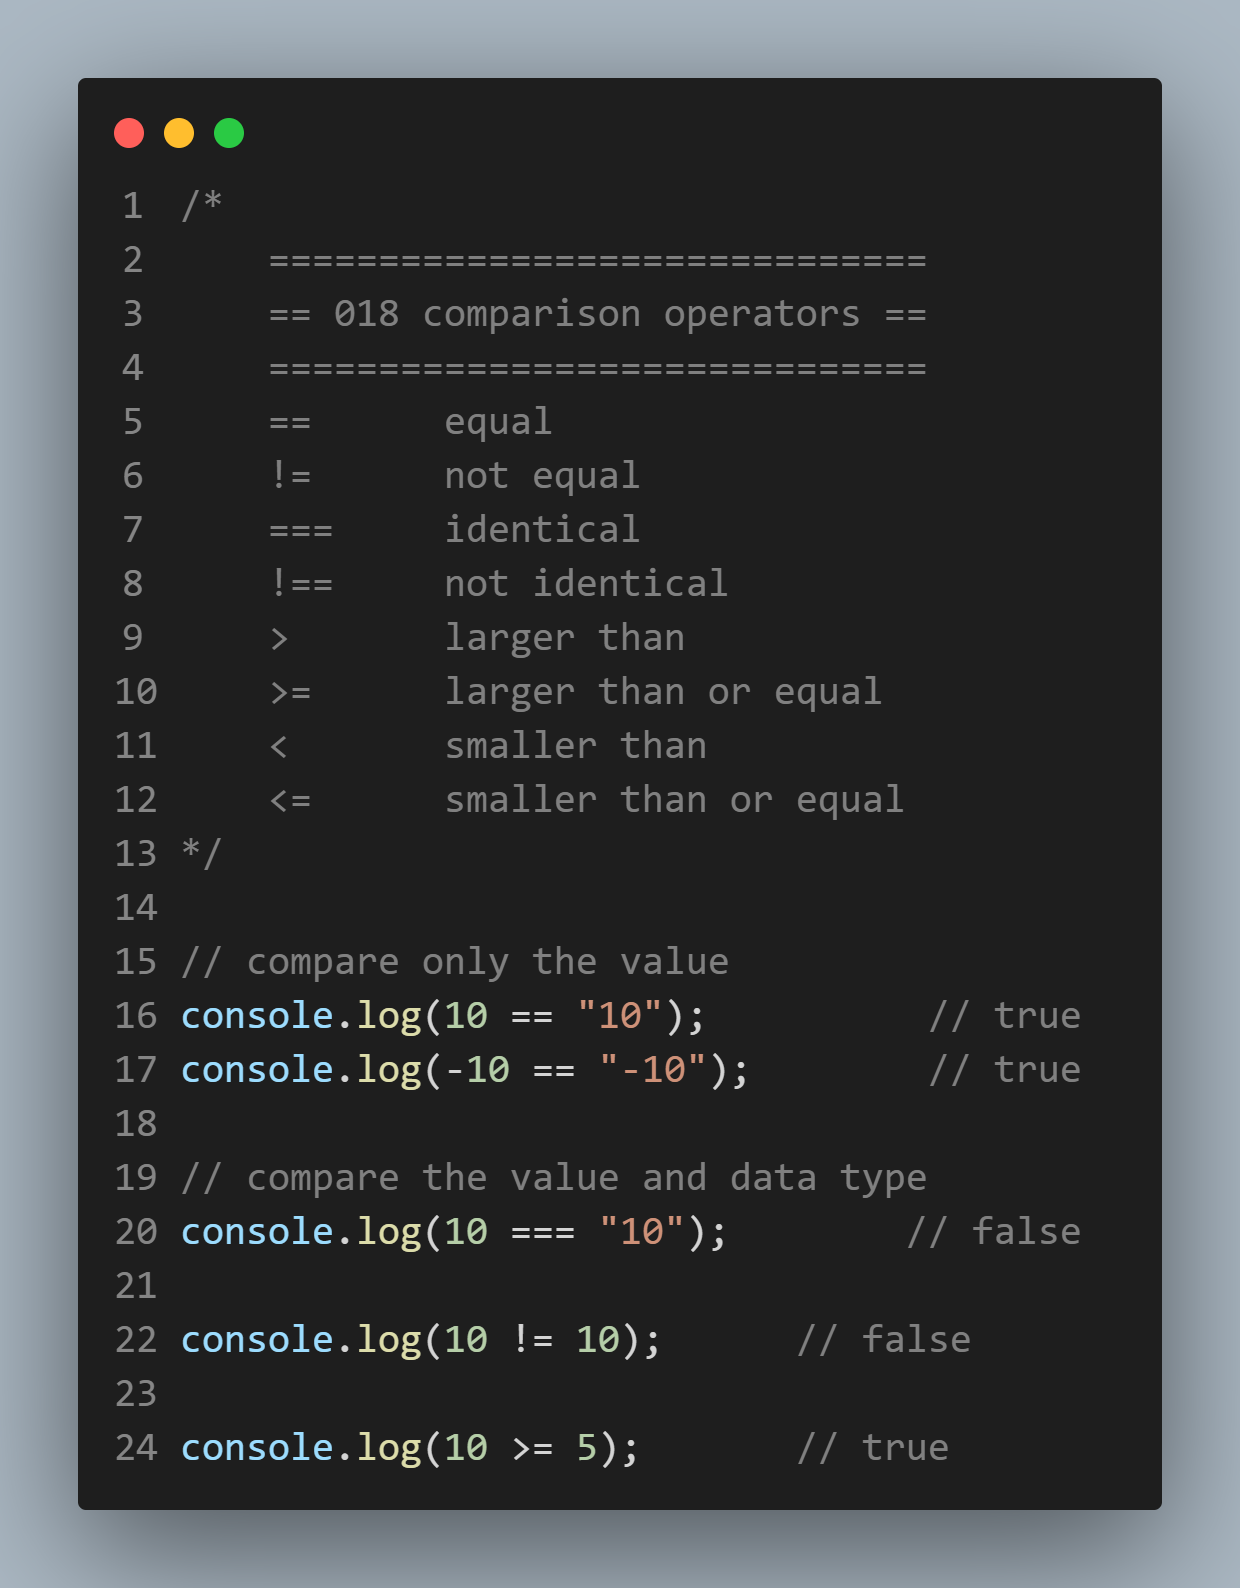 1 /*
2     ==============================
3     == 018 comparison operators ==
4     ==============================
5     ==      equal
6     !=      not equal
7     ===     identical
8     !==     not identical
9     >       larger than
10     >=      larger than or equal
11     <       smaller than
12     <=      smaller than or equal
13 */
14
15 // compare only the value
16 console.log(10 == "10");          // true
17 console.log(-10 == "-10");        // true
18
19 // compare the value and data type
20 console.log(10 === "10");        // false
21
22 console.log(10 != 10);      // false
23
24 console.log(10 >= 5);       // true